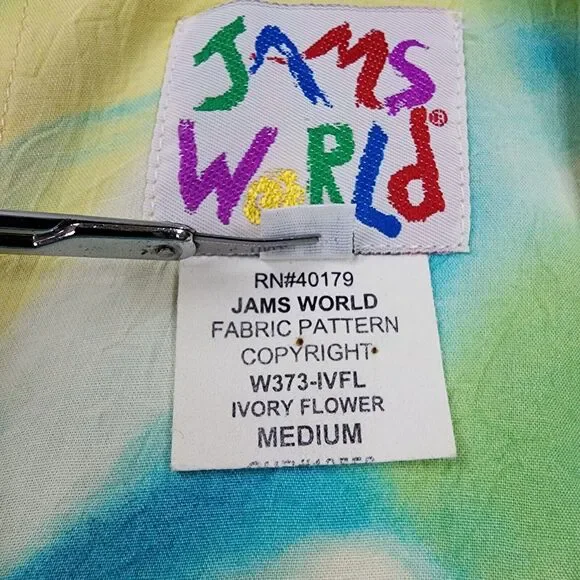 JAMS
WORLd®
RN#40179
JAMS WORLD
FABRIC PATTERN
COPYRIGHT
W373-IVFL
IVORY FLOWER
MEDIUM